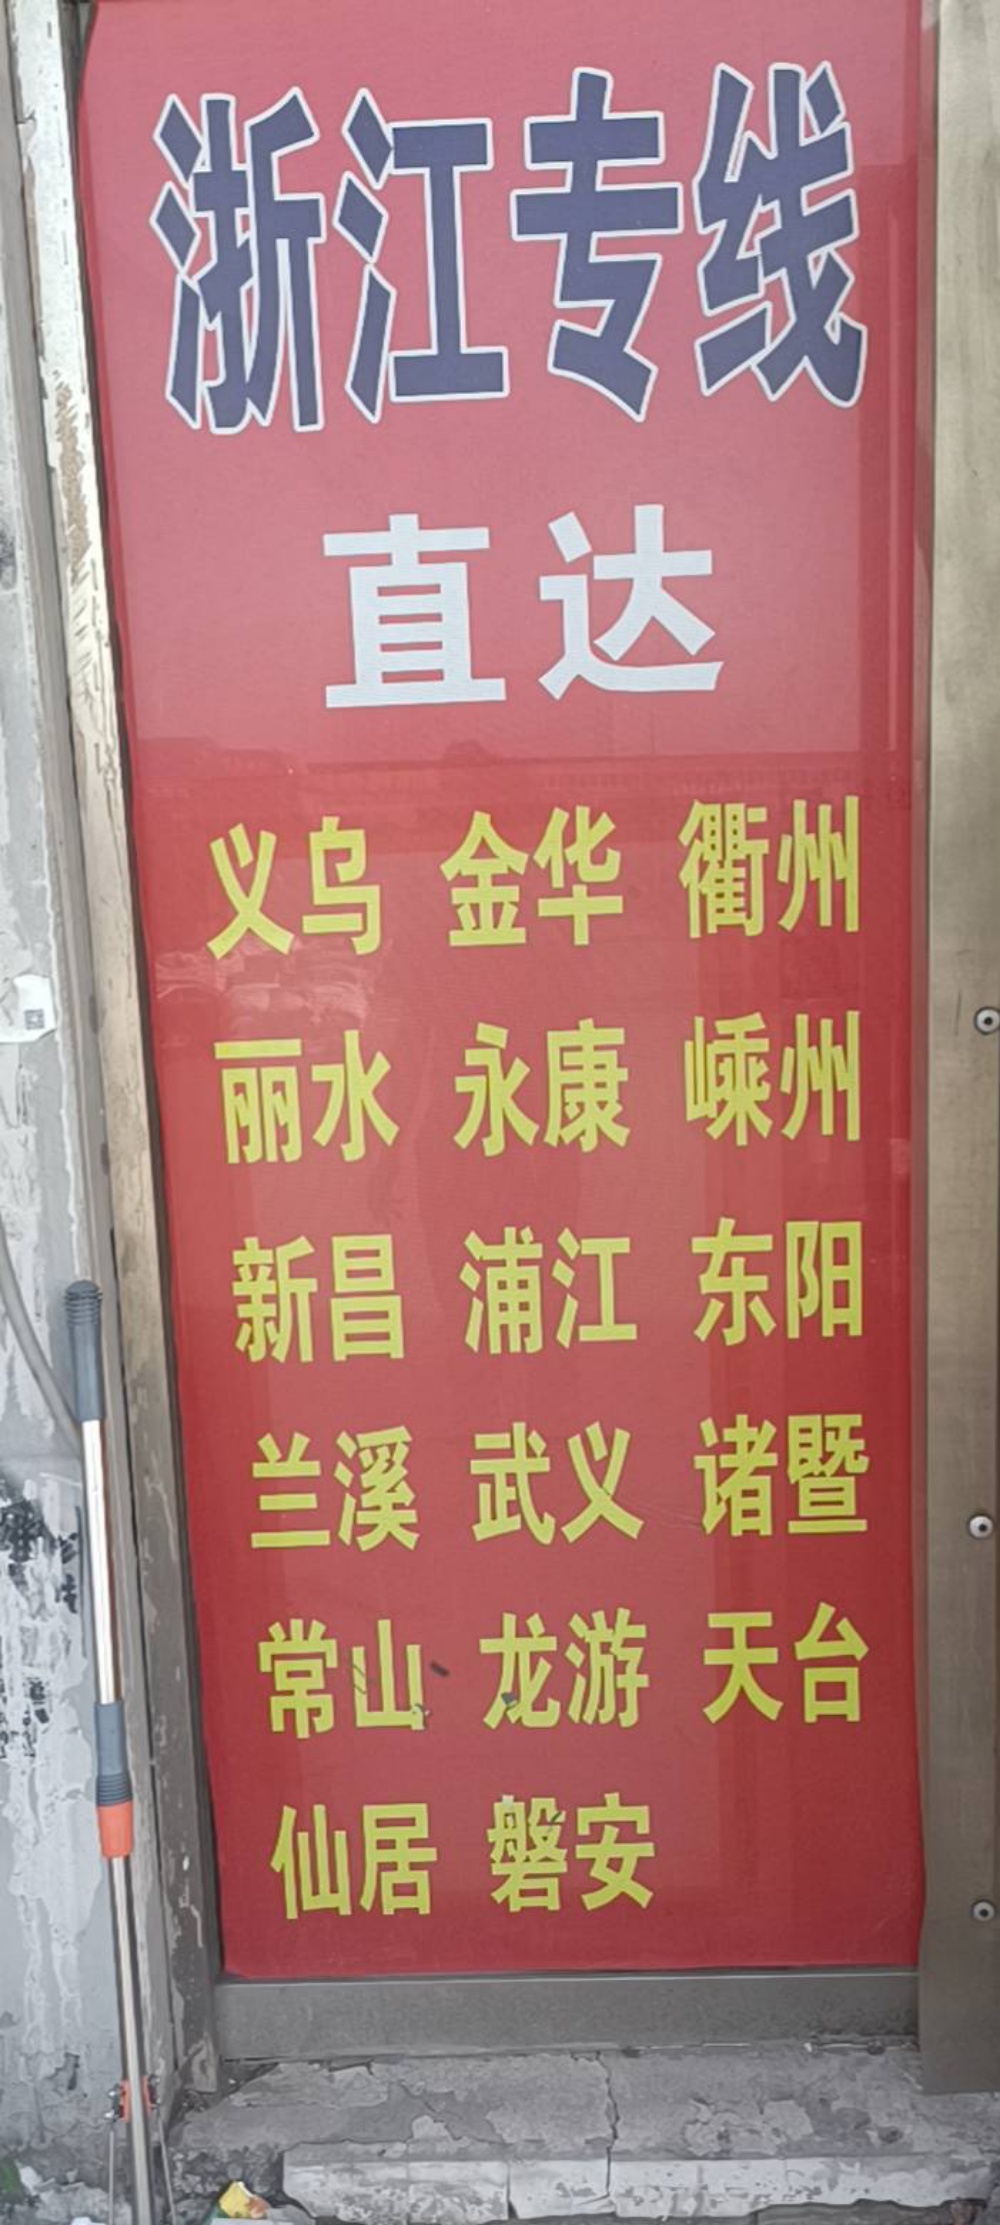 浙江专线
直达
义乌 金华 衢州
丽水 永康 嵊州
新昌 浦江 东阳
兰溪 武义 诸暨
常山 龙游 天台
仙居 磐安